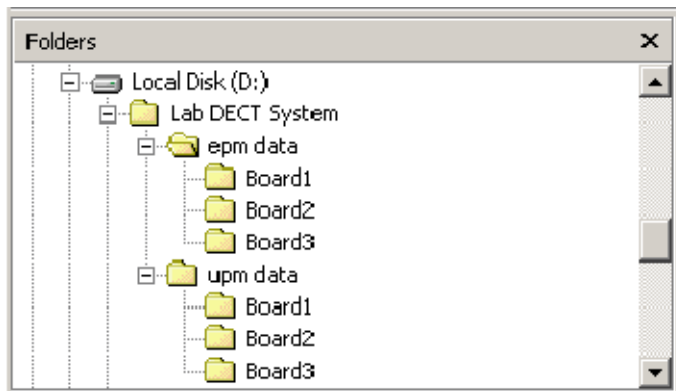 Folders
Local Disk (D:)
Lab DECT System
epm data
Board1
Board2
Board3
upm data
Board1
Board2
Board3